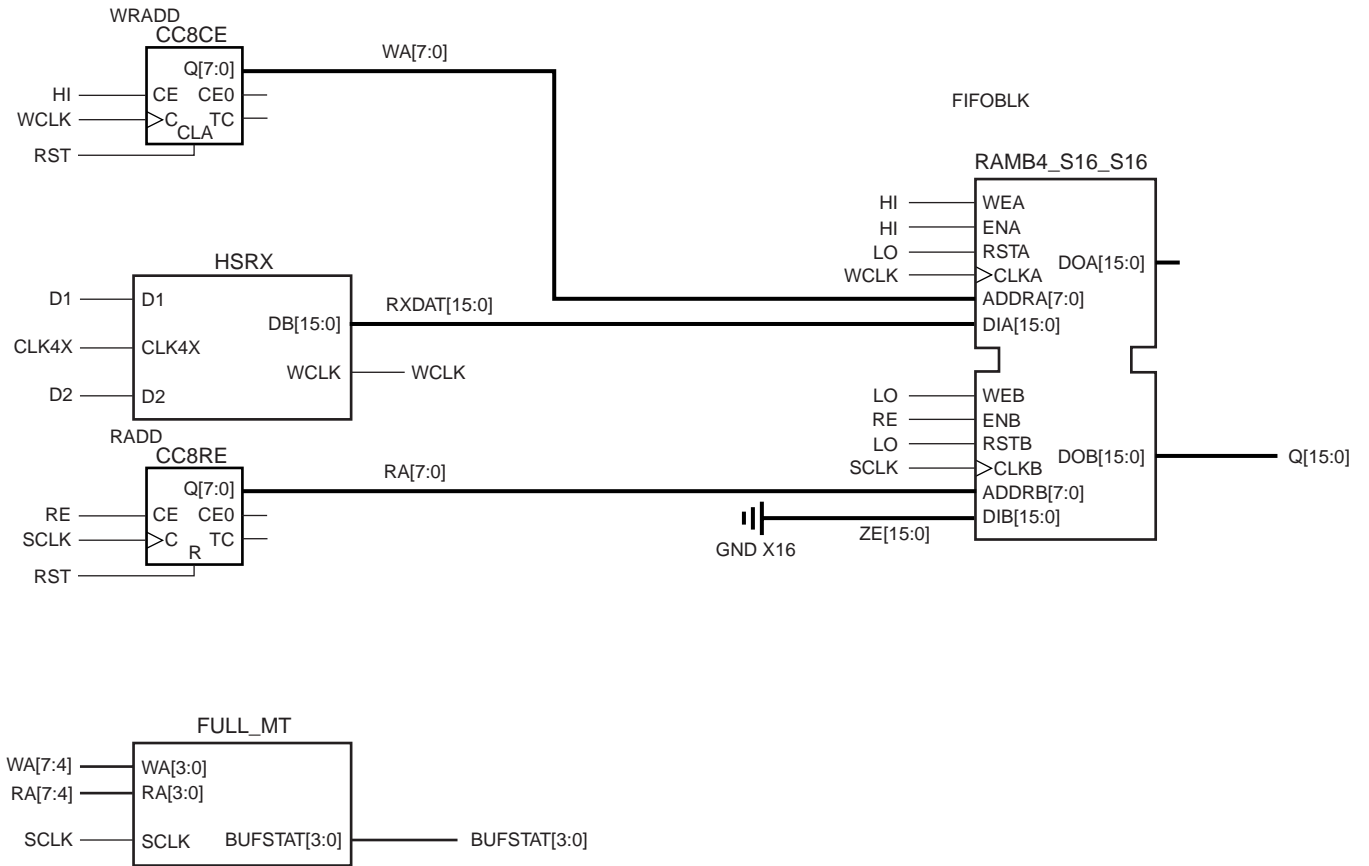 WRADD
CC8CE
Q[7:0]
WA[7:0]
HI
CE
CE0
WCLK
C
TC
CLA
RST
FIFOBLK
RAMB4_S16_S16
HI
WEA
HI
ENA
LO
RSTA
DOA[15:0]
WCLK
CLKA
ADDRA[7:0]
DIA[15:0]
HSRX
D1
D1
RXDAT[15:0]
DB[15:0]
CLK4X
CLK4X
WCLK
WCLK
D2
D2
LO
WEB
RE
ENB
LO
RSTB
DOB[15:0]
Q[15:0]
SCLK
CLKB
ADDRB[7:0]
DIB[15:0]
RADD
CC8RE
Q[7:0]
RA[7:0]
RE
CE
CE0
SCLK
C
TC
R
RST
GND X16
ZE[15:0]
FULL_MT
WA[7:4]
WA[3:0]
RA[7:4]
RA[3:0]
SCLK
SCLK
BUFSTAT[3:0]
BUFSTAT[3:0]